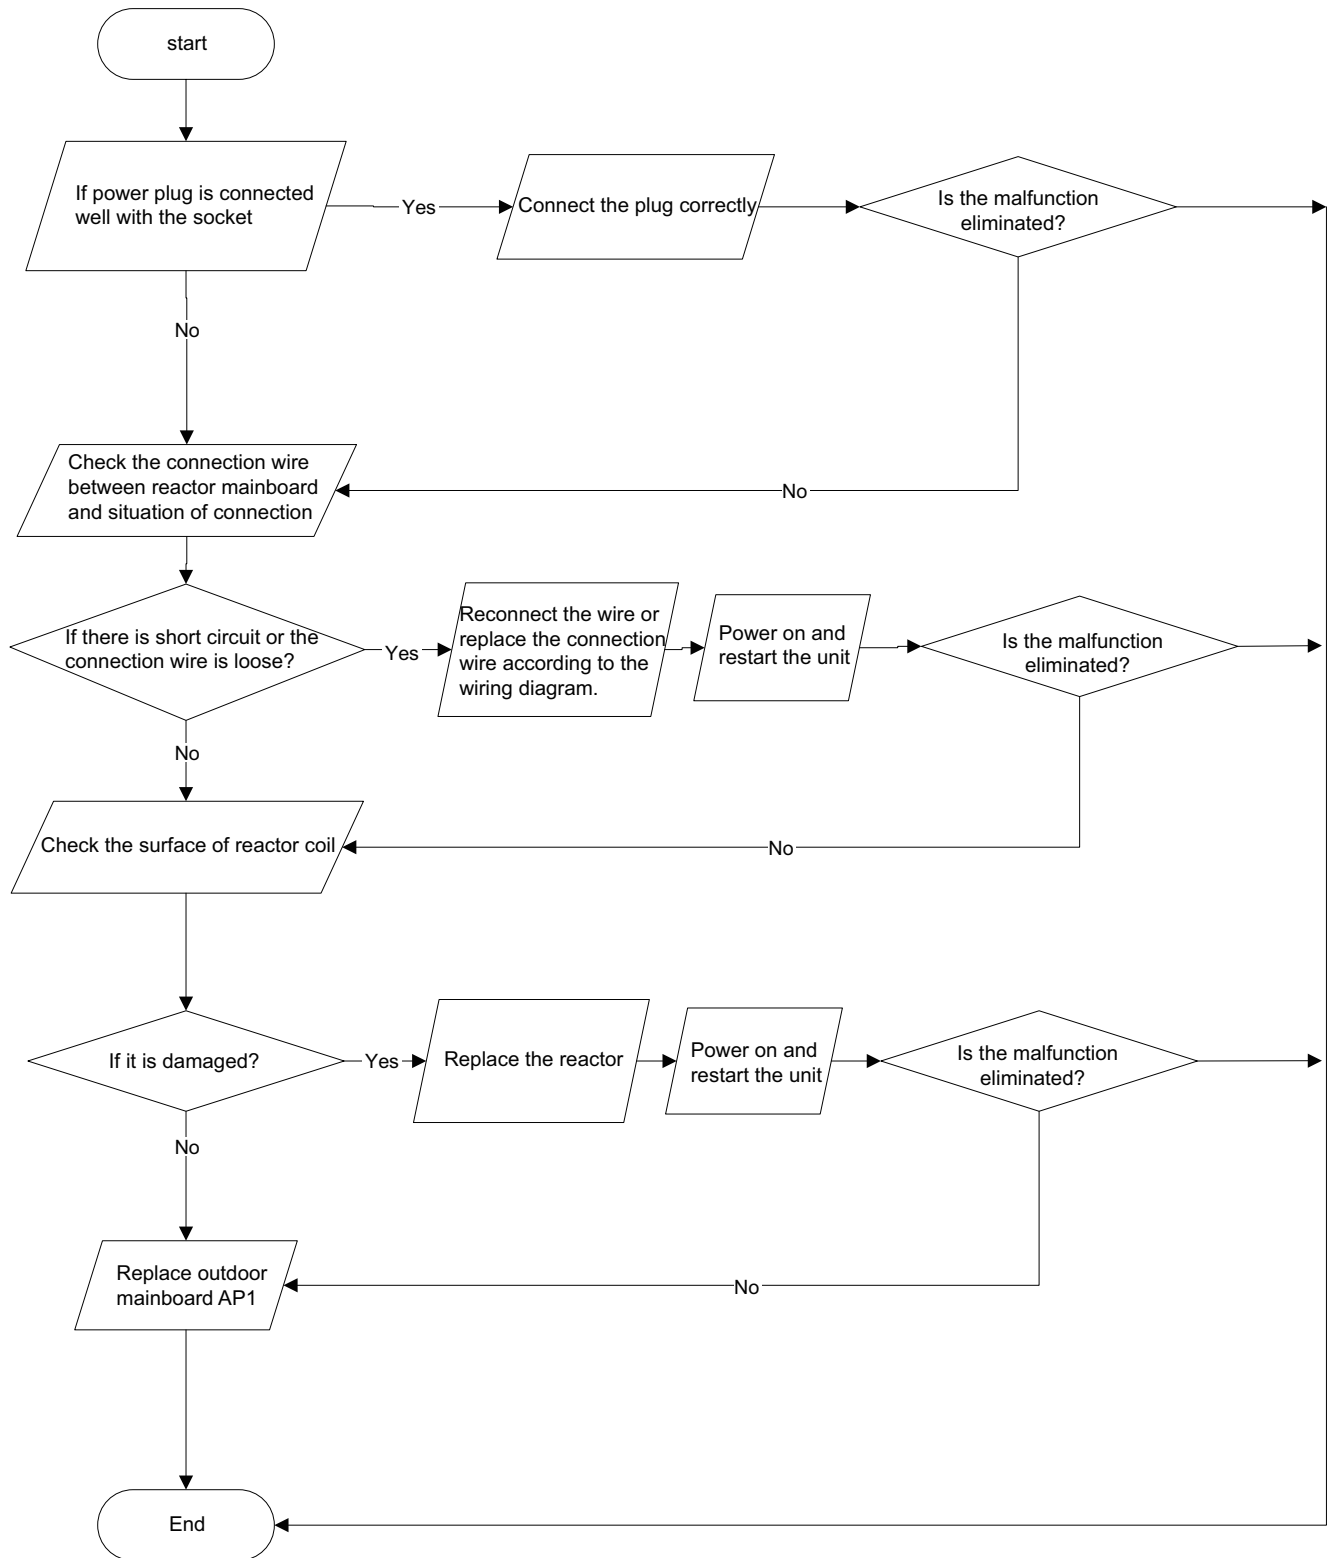 start
If power plug is connected
well with the socket
Yes
Connect the plug correctly
Is the malfunction
eliminated?
No
Check the connection wire
between reactor mainboard
and situation of connection
No
If there is short circuit or the
connection wire is loose?
Yes
Reconnect the wire or
replace the connection
wire according to the
wiring diagram.
Power on and
restart the unit
Is the malfunction
eliminated?
No
Check the surface of reactor coil
No
If it is damaged?
Yes
Replace the reactor
Power on and
restart the unit
Is the malfunction
eliminated?
No
Replace outdoor
mainboard AP1
No
End